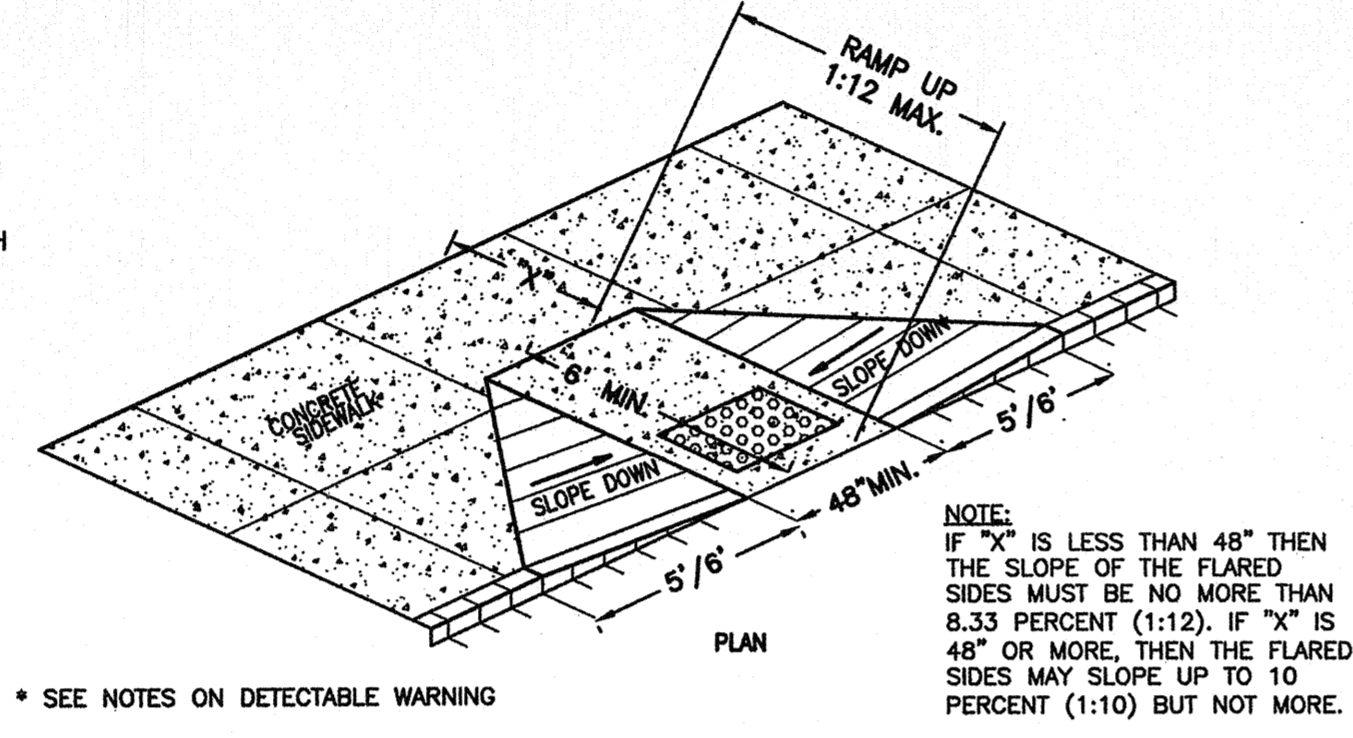 RAMP UP
1:12 MAX.
H
"X"
6' MIN.
SLOPE DOWN
CONCRETE
SIDEWALK
SLOPE DOWN
5'/6'
48"MIN.
5'/6'
PLAN
NOTE:
IF "X" IS LESS THAN 48" THEN
THE SLOPE OF THE FLARED
SIDES MUST BE NO MORE THAN
8.33 PERCENT (1:12). IF "X" IS
48" OR MORE, THEN THE FLARED
SIDES MAY SLOPE UP TO 10
PERCENT (1:10) BUT NOT MORE.
* SEE NOTES ON DETECTABLE WARNING